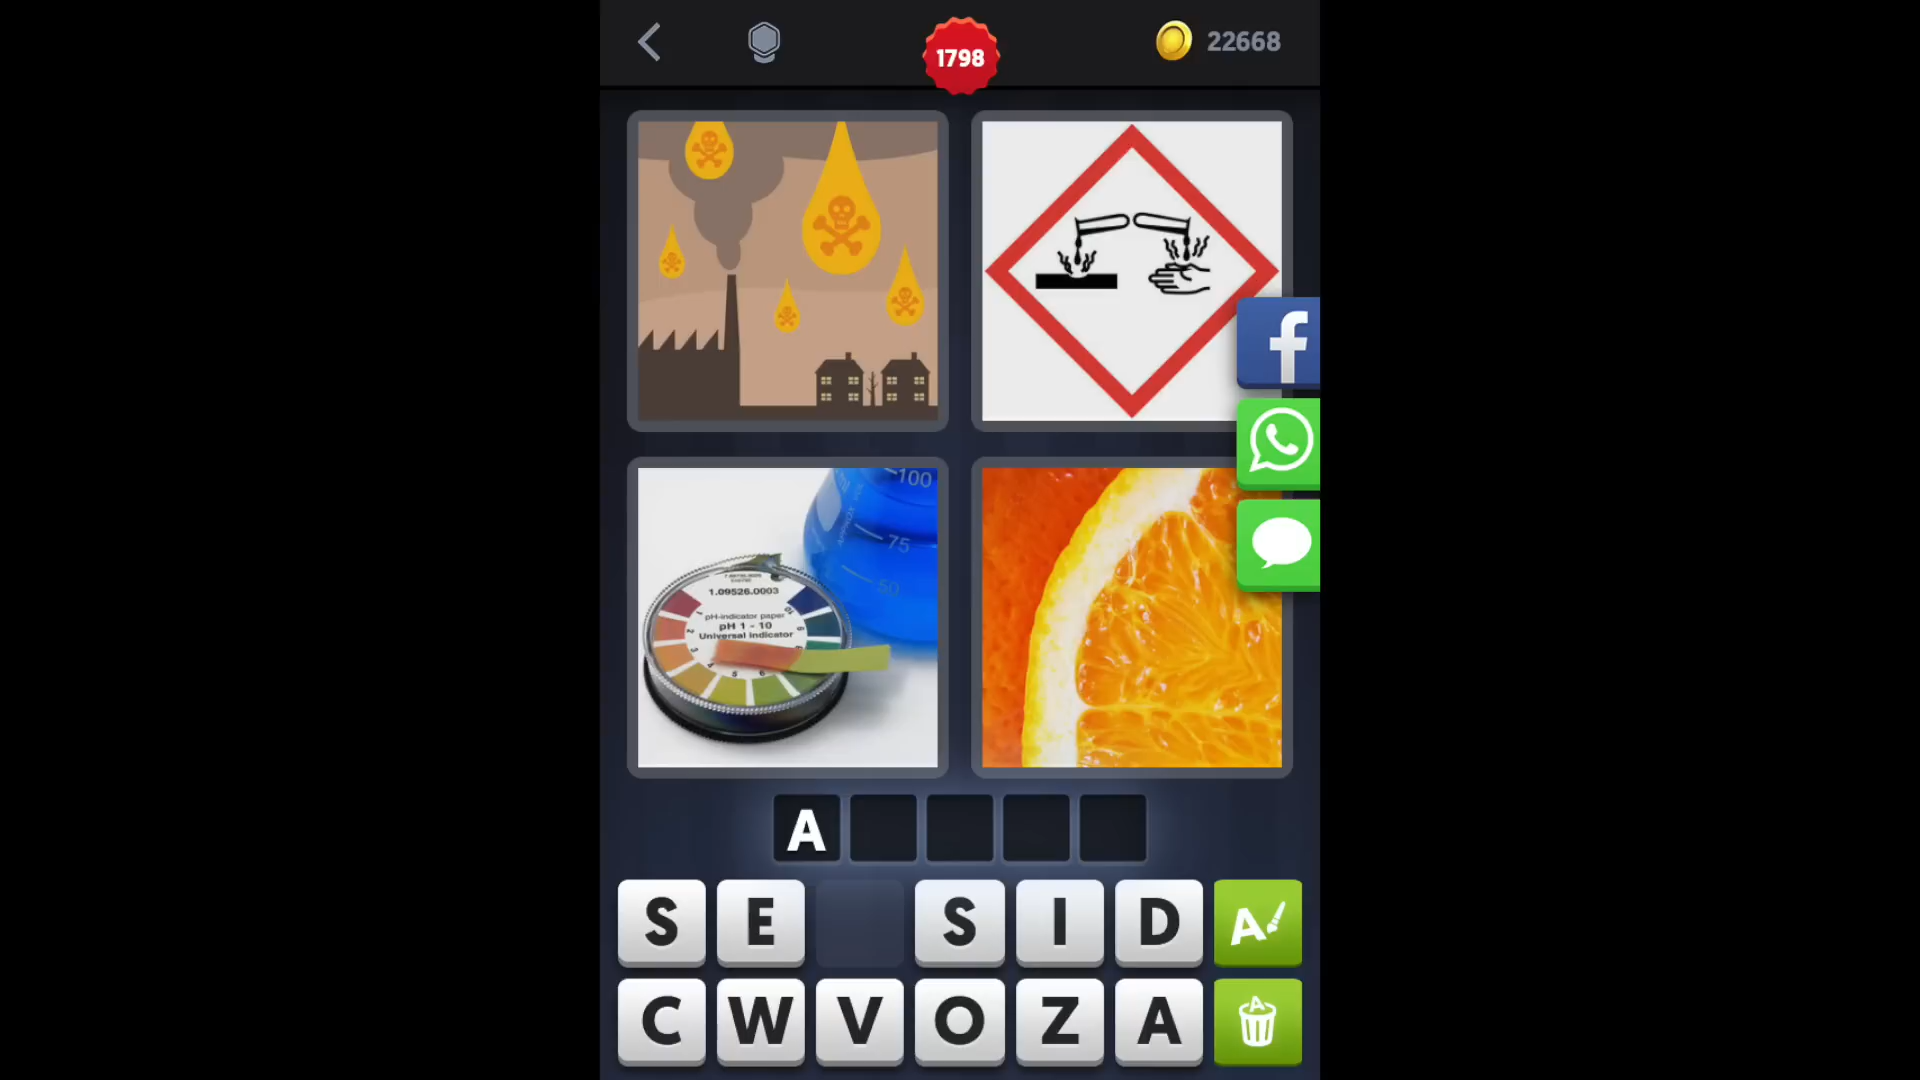 1798
22668
f
100
75
50
1.09526.0003
pH-indicator paper
pH 1 - 10
Universal indicator
A
S E S I D A
C W V O Z A A